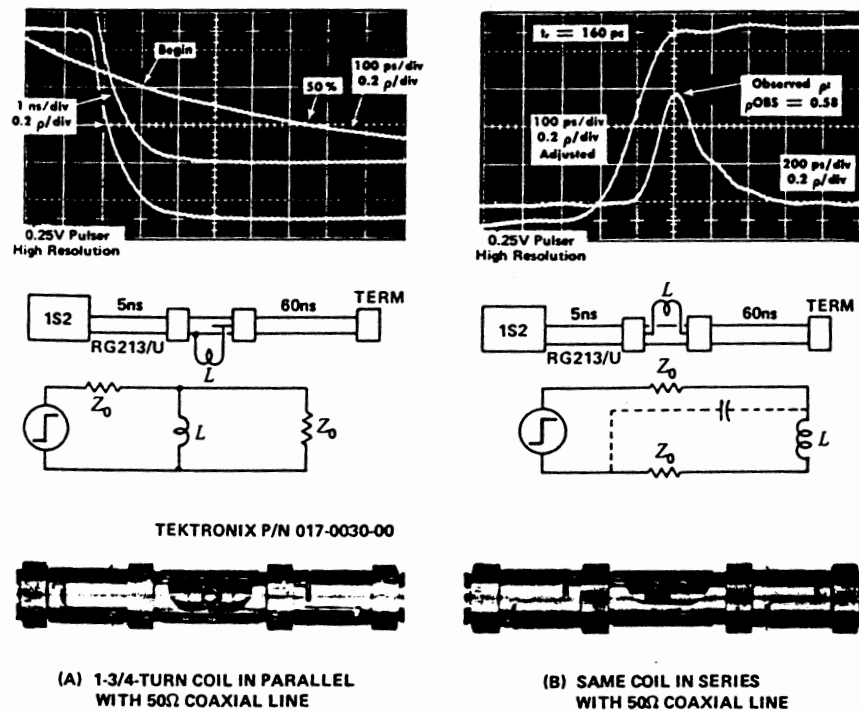 Begin
100 ps/div
0.2 ρ/div
50%
1 ns/div
0.2 ρ/div
0.25V Pulser
High Resolution
1S2
5ns
RG213/U
L
60ns
TERM
Z₀
L
Z₀
TEKTRONIX P/N 017-0030-00
(A) 1-3/4-TURN COIL IN PARALLEL
WITH 50Ω COAXIAL LINE
tᵣ = 160 ps
Observed ρ:
ρOBS = 0.58
100 ps/div
0.2 ρ/div
Adjusted
200 ps/div
0.2 ρ/div
0.25V Pulser
High Resolution
1S2
5ns
RG213/U
L
60ns
TERM
Z₀
L
Z₀
(B) SAME COIL IN SERIES
WITH 50Ω COAXIAL LINE